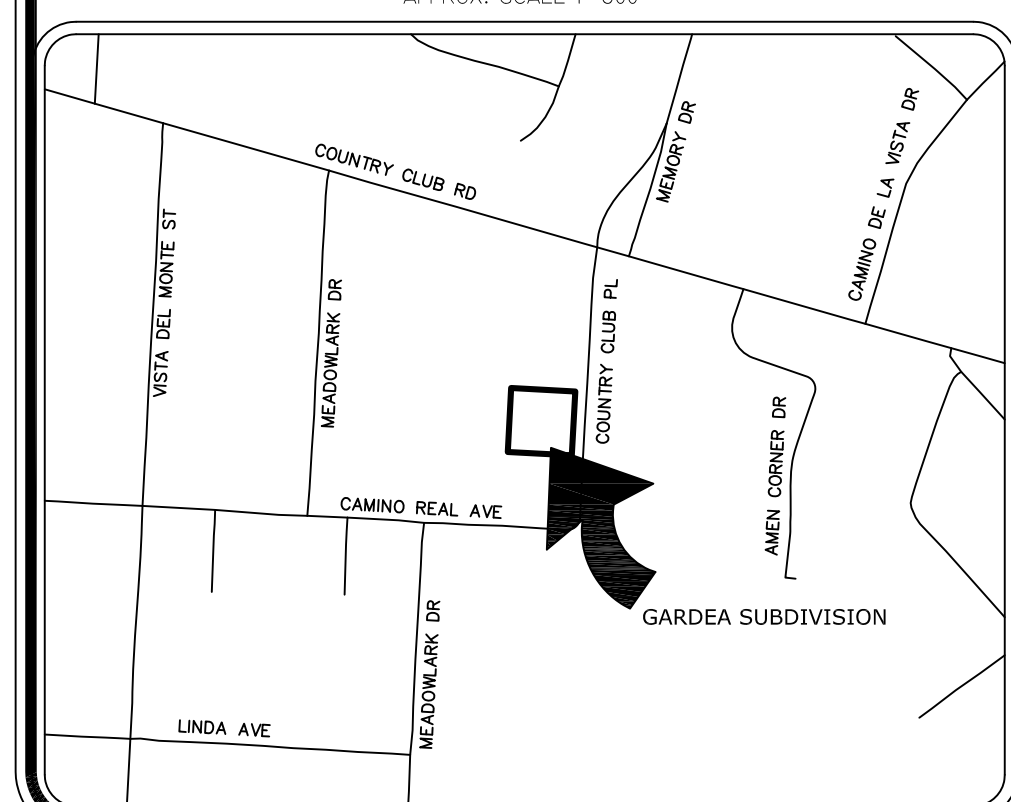 COUNTRY CLUB RD
MEMORY DR
CAMINO DE LA VISTA DR
VISTA DEL MONTE ST
MEADOWLARK DR
COUNTRY CLUB PL
AMEN CORNER DR
CAMINO REAL AVE
GARDEA SUBDIVISION
MEADOWLARK DR
LINDA AVE